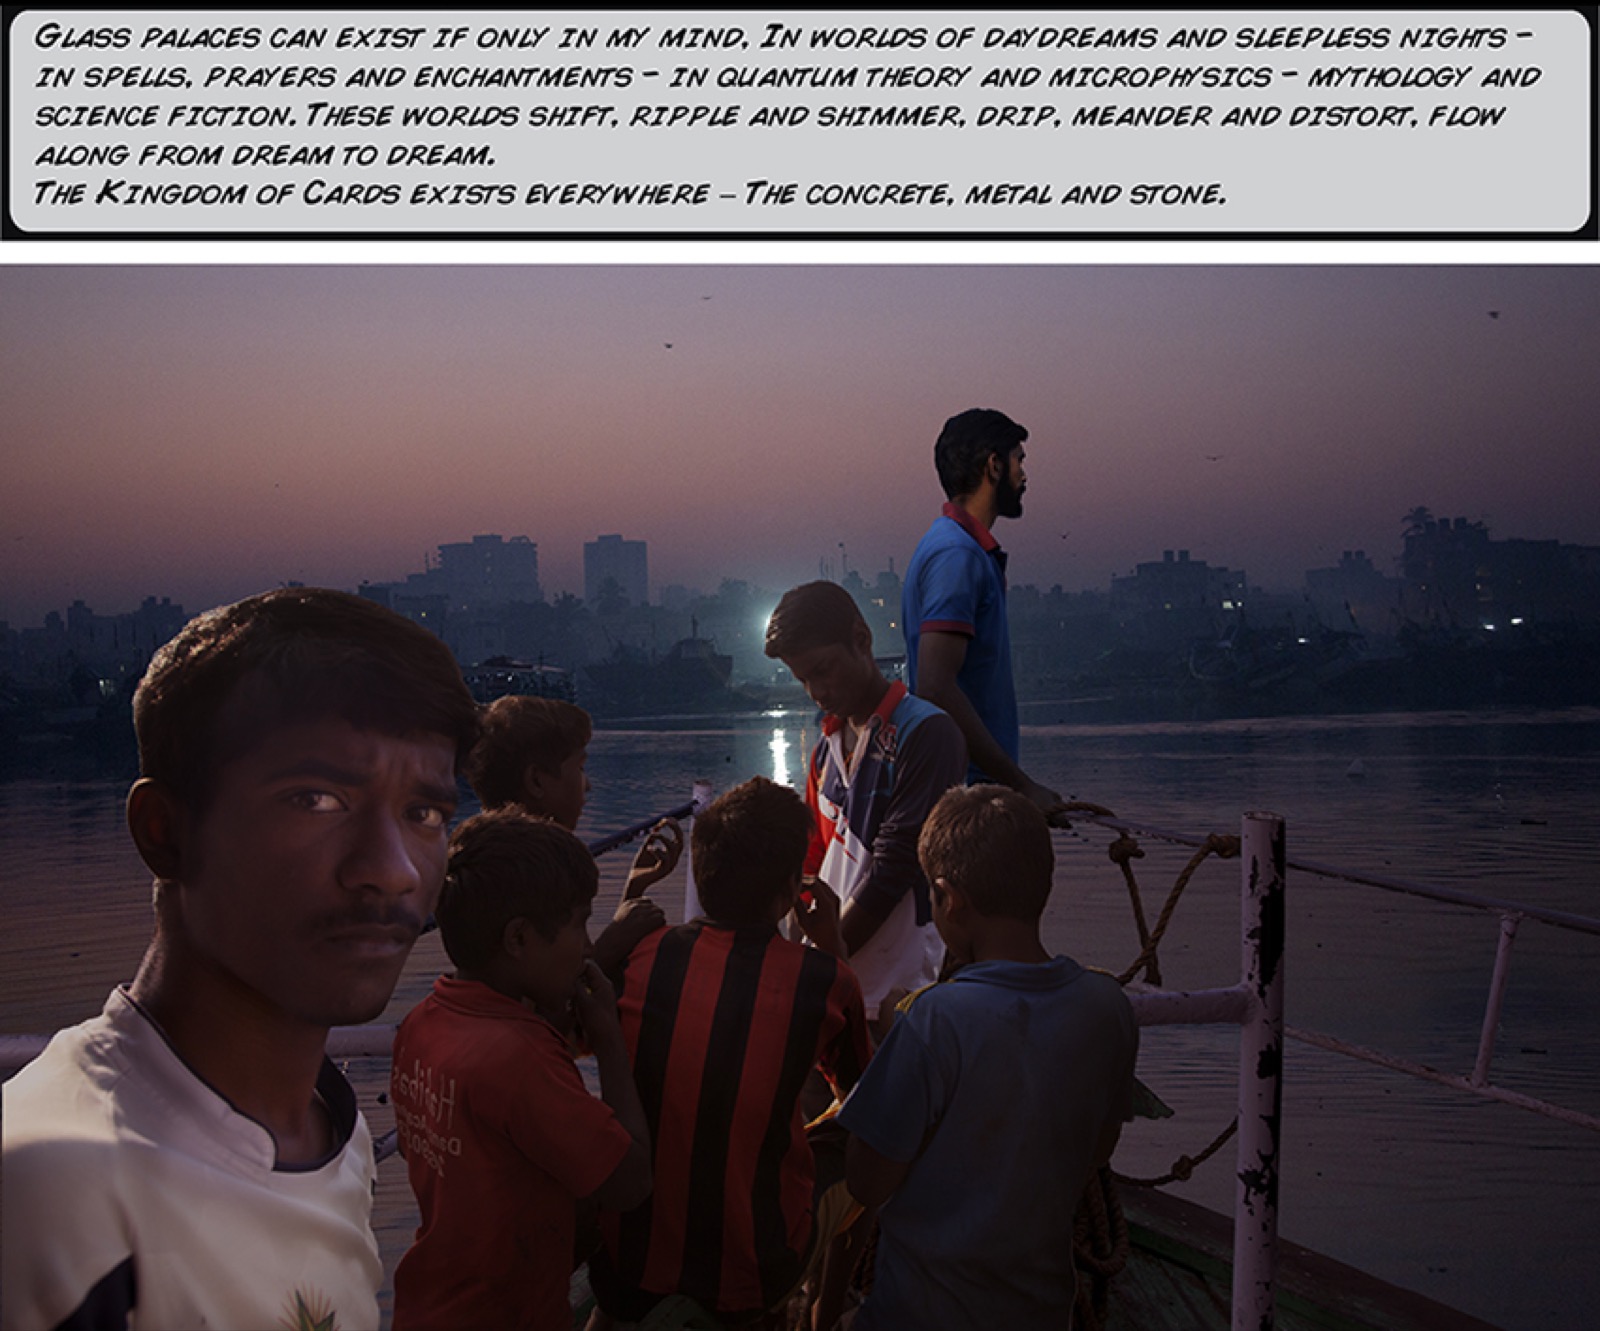 GLASS PALACES CAN EXIST IF ONLY IN MY MIND, IN WORLDS OF DAYDREAMS AND SLEEPLESS NIGHTS –
IN SPELLS, PRAYERS AND ENCHANTMENTS – IN QUANTUM THEORY AND MICROPHYSICS – MYTHOLOGY AND
SCIENCE FICTION. THESE WORLDS SHIFT, RIPPLE AND SHIMMER, DRIP, MEANDER AND DISTORT, FLOW
ALONG FROM DREAM TO DREAM.
THE KINGDOM OF CARDS EXISTS EVERYWHERE – THE CONCRETE, METAL AND STONE.